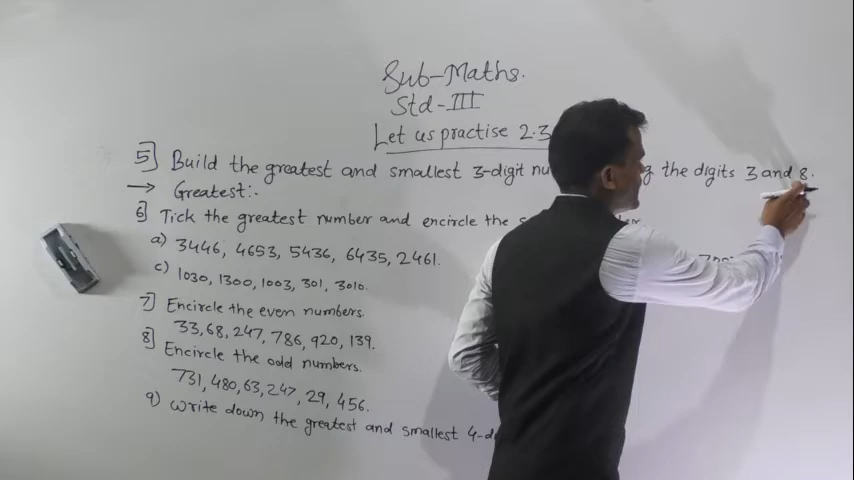 Sub-Maths.
Std-III
Let us practise 2.3
5] Build the greatest and smallest 3-digit the digits 3 and 8.
→ Greatest:-
6] Tick the greatest number and encircle the
a) 3446, 4653, 5436, 6435, 2461.
c) 1030, 1300, 1003, 301, 3010.
7) Encircle the even numbers.
33, 68, 247, 786, 920, 139.
8] Encircle the odd numbers.
731, 480, 63, 247, 29, 456.
9) Write down the greatest and smallest 4-d